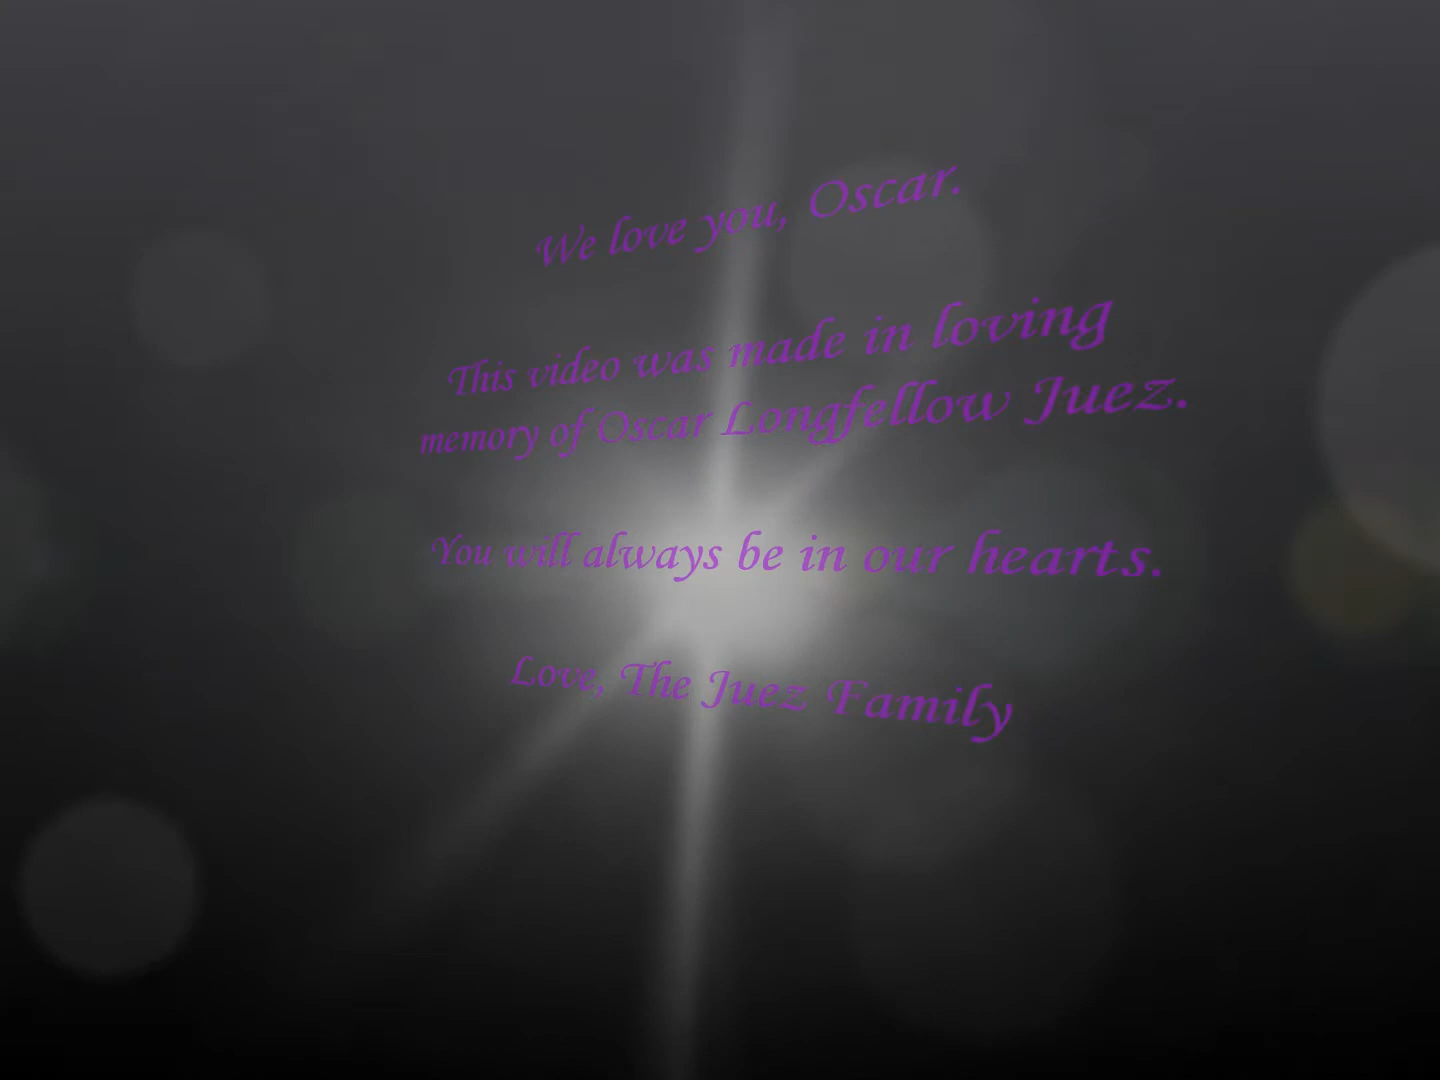 We love you, Oscar.
This video was made in loving
memory of Oscar Longfellow Juez.
You will always be in our hearts.
Love, The Juez Family